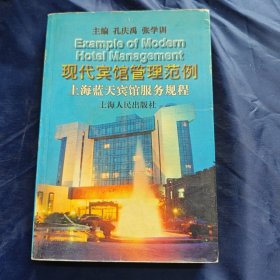 主编 孔庆禹 张学训
Example of Modern
Hotal Management
现代宾馆管理范例
上海蓝天宾馆服务规程
上海人民出版社